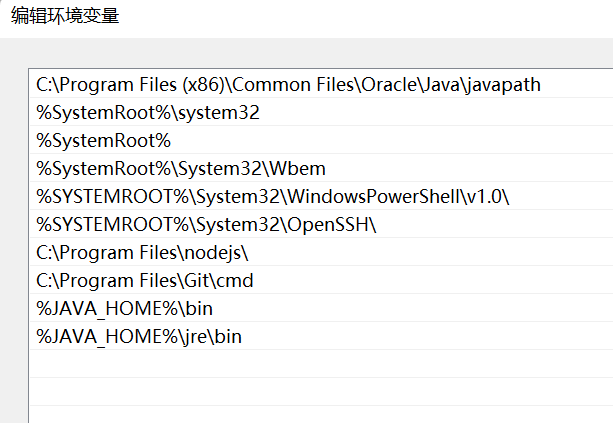 编辑环境变量
C:\Program Files (x86)\Common Files\Oracle\Java\javapath
%SystemRoot%\system32
%SystemRoot%
%SystemRoot%\System32\Wbem
%SYSTEMROOT%\System32\WindowsPowerShell\v1.0\
%SYSTEMROOT%\System32\OpenSSH\
C:\Program Files\nodejs\
C:\Program Files\Git\cmd
%JAVA_HOME%\bin
%JAVA_HOME%\jre\bin